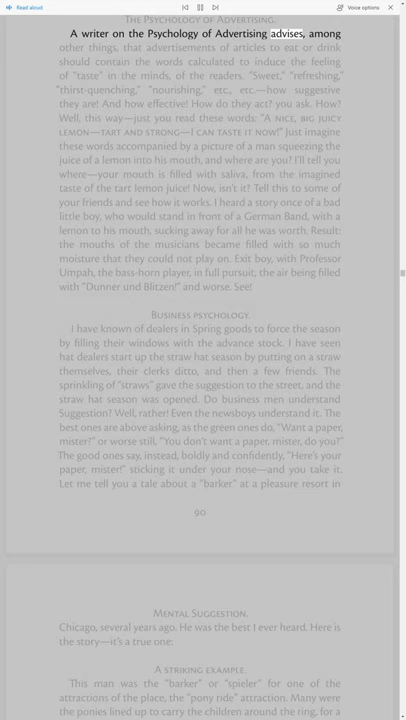 Read aloud
Voice options
The Psychology of Advertising.
A writer on the Psychology of Advertising advises, among
other things, that advertisements of articles to eat or drink
should contain the words calculated to induce the feeling
of "taste" in the minds, of the readers. "Sweet," "refreshing,"
"thirst-quenching," "nourishing," etc., etc.—how suggestive
they are! And how effective! How do they act? you ask. How?
Well, this way—just you read these words: "A nice, big juicy
lemon—tart and strong—I can taste it now!" Just imagine
these words accompanied by a picture of a man squeezing the
juice of a lemon into his mouth, and where are you? I'll tell you
where—your mouth is filled with saliva, from the imagined
taste of the tart lemon juice! Now, isn't it? Tell this to some of
your friends and see how it works. I heard a story once of a bad
little boy, who would stand in front of a German Band, with a
lemon to his mouth, sucking away for all he was worth. Result:
the mouths of the musicians became filled with so much
moisture that they could not play on. Exit boy, with Professor
Umpah, the bass-horn player, in full pursuit, the air being filled
with "Dunner und Blitzen!" and worse. See!
Business psychology.
I have known of dealers in Spring goods to force the season
by filling their windows with the advance stock. I have seen
hat dealers start up the straw hat season by putting on a straw
themselves, their clerks ditto, and then a few friends. The
sprinkling of "straws" gave the suggestion to the street, and the
straw hat season was opened. Do business men understand
Suggestion? Well, rather! Even the newsboys understand it. The
best ones are above asking, as the green ones do, "Want a paper,
mister?" or worse still, "You don't want a paper, mister, do you?"
The good ones say, instead, boldly and confidently, "Here's your
paper, mister!" sticking it under your nose—and you take it.
Let me tell you a tale about a "barker" at a pleasure resort in
90
Mental Suggestion.
Chicago, several years ago. He was the best I ever heard. Here is
the story—it's a true one:
A striking example.
This man was the "barker" or "spieler" for one of the
attractions of the place, the "pony ride" attraction. Many were
the ponies lined up to carry the children around the ring, for a